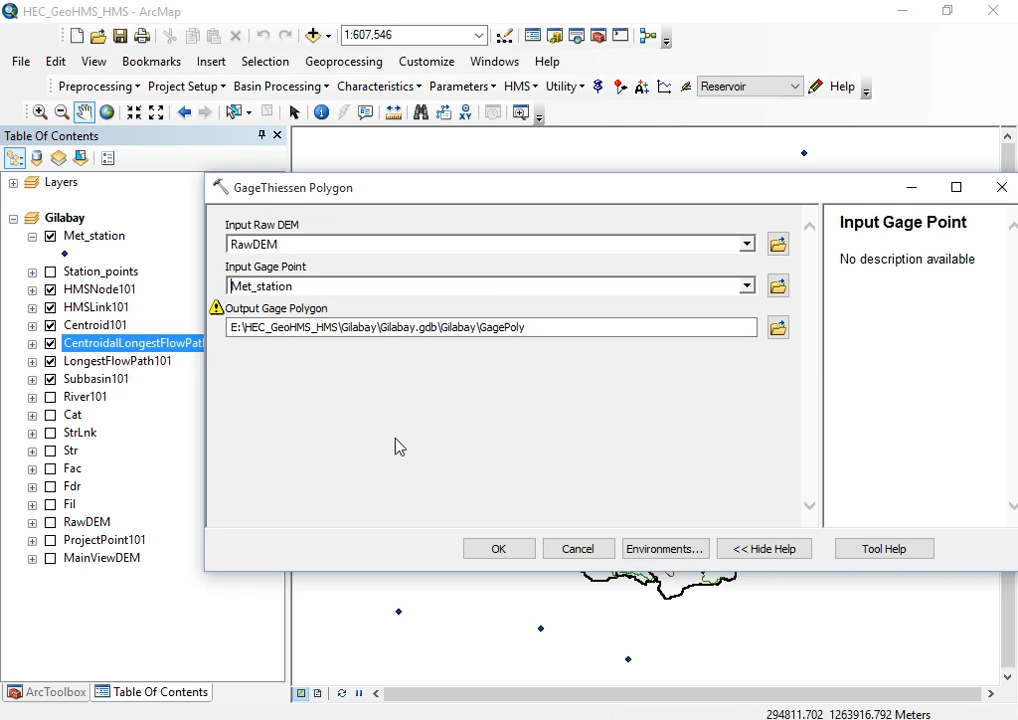 HEC_GeoHMS_HMS - ArcMap
1:607,546
File Edit View Bookmarks Insert Selection Geoprocessing Customize Windows Help
Preprocessing Project Setup Basin Processing Characteristics Parameters HMS Utility Reservoir Help
Table Of Contents
Layers
Gilabay
Met_station
Station_points
HMSNode101
HMSLink101
Centroid101
CentroidalLongestFlowPat
LongestFlowPath101
Subbasin101
River101
Cat
StrLnk
Str
Fac
Fdr
Fil
RawDEM
ProjectPoint101
MainViewDEM
ArcToolbox Table Of Contents
GageThiessen Polygon
Input Raw DEM
RawDEM
Input Gage Point
Met_station
Output Gage Polygon
E:\HEC_GeoHMS_HMS\Gilabay\Gilabay.gdb\Gilabay\GagePoly
OK Cancel Environments... << Hide Help Tool Help
Input Gage Point
No description available
294811.702 1263916.792 Meters